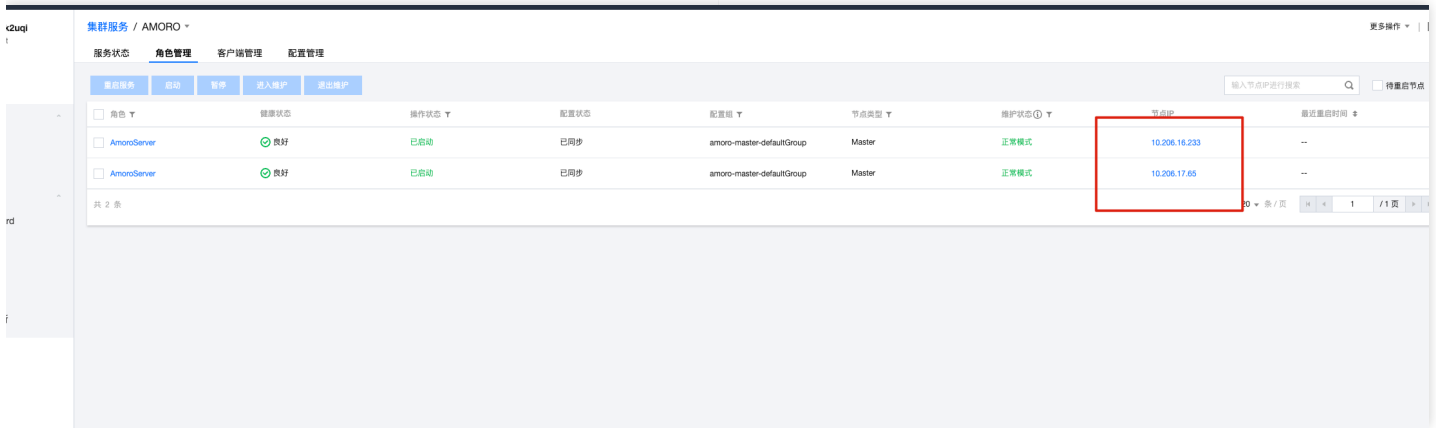 k2uqi
集群服务 / AMORO
更多操作
服务状态 角色管理 客户端管理 配置管理
重启服务 启动 暂停 进入维护 退出维护 输入节点IP进行搜索 待重启节点
角色 健康状态 操作状态 配置状态 配置组 节点类型 维护状态 节点IP 最近重启时间
AmoroServer 良好 已启动 已同步 amoro-master-defaultGroup Master 正常模式 10.206.16.233 --
AmoroServer 良好 已启动 已同步 amoro-master-defaultGroup Master 正常模式 10.206.17.65 --
共 2 条 20 条 / 页 1 / 1 页
rd